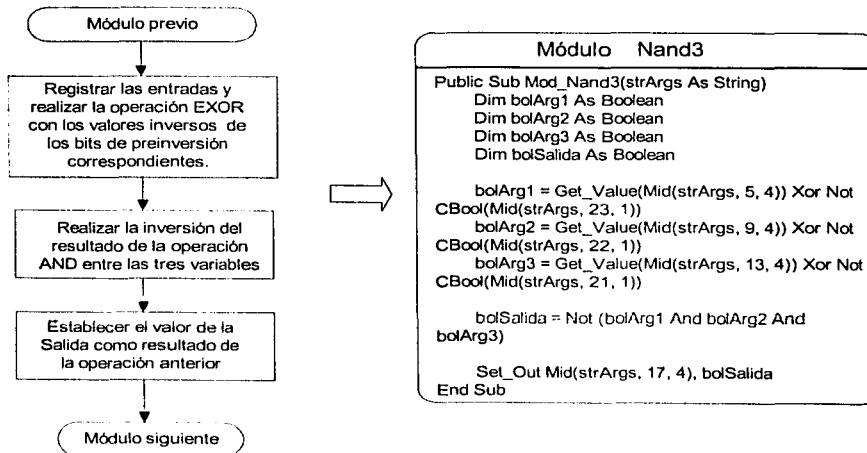 Módulo previo
Registrar las entradas y
realizar la operación EXOR
con los valores inversos de
los bits de preinversión
correspondientes.
Realizar la inversión del
resultado de la operación
AND entre las tres variables
Establecer el valor de la
Salida como resultado de
la operación anterior
Módulo siguiente
Módulo Nand3
Public Sub Mod_Nand3(strArgs As String)
Dim bolArg1 As Boolean
Dim bolArg2 As Boolean
Dim bolArg3 As Boolean
Dim bolSalida As Boolean
bolArg1 = Get_Value(Mid(strArgs, 5, 4)) Xor Not
CBool(Mid(strArgs, 23, 1))
bolArg2 = Get_Value(Mid(strArgs, 9, 4)) Xor Not
CBool(Mid(strArgs, 22, 1))
bolArg3 = Get_Value(Mid(strArgs, 13, 4)) Xor Not
CBool(Mid(strArgs, 21, 1))
bolSalida = Not (bolArg1 And bolArg2 And
bolArg3)
Set_Out Mid(strArgs, 17, 4), bolSalida
End Sub